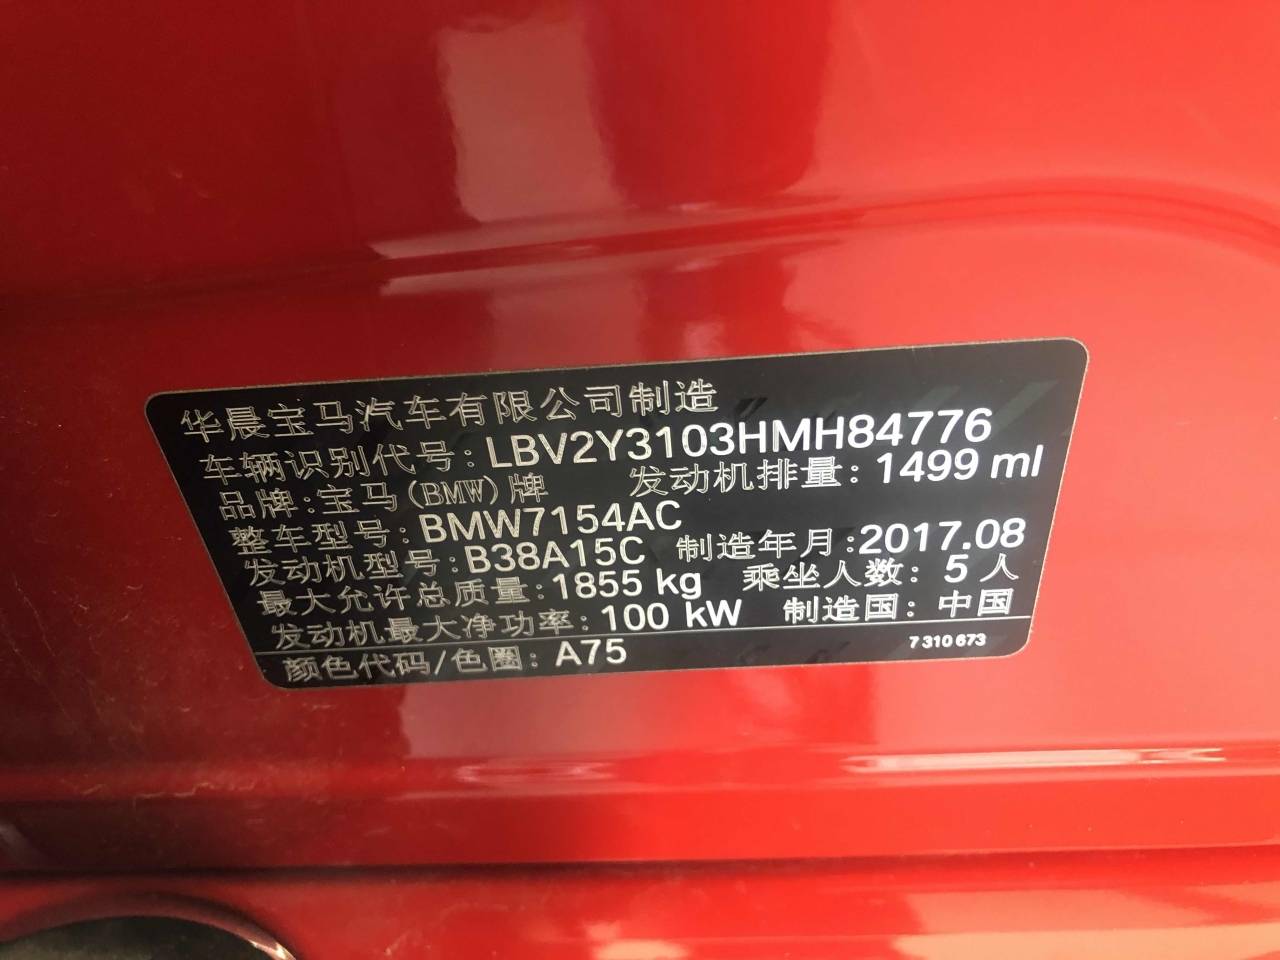 华晨宝马汽车有限公司制造
车辆识别代号: LBV2Y3103HMH84776
品牌: 宝马(BMW)牌 发动机排量: 1499 ml
整车型号: BMW7154AC
发动机型号: B38A15C 制造年月: 2017.08
最大允许总质量: 1855 kg 乘坐人数: 5 人
发动机最大净功率: 100 kW 制造国: 中国
颜色代码/色圈: A75 7 310 673